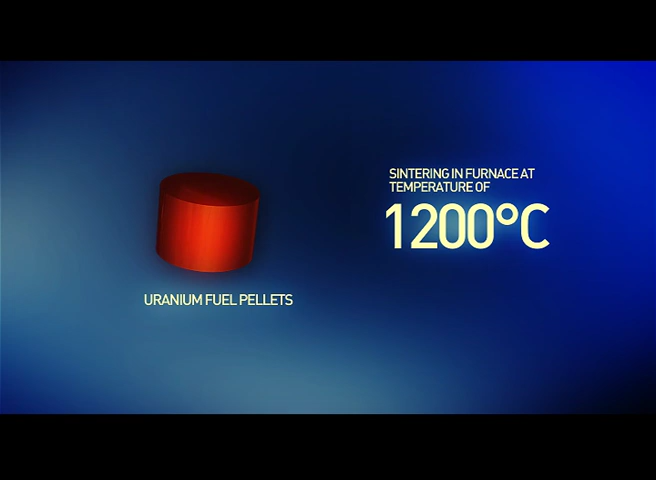 SINTERING IN FURNACE AT
TEMPERATURE OF
1200°C
URANIUM FUEL PELLETS